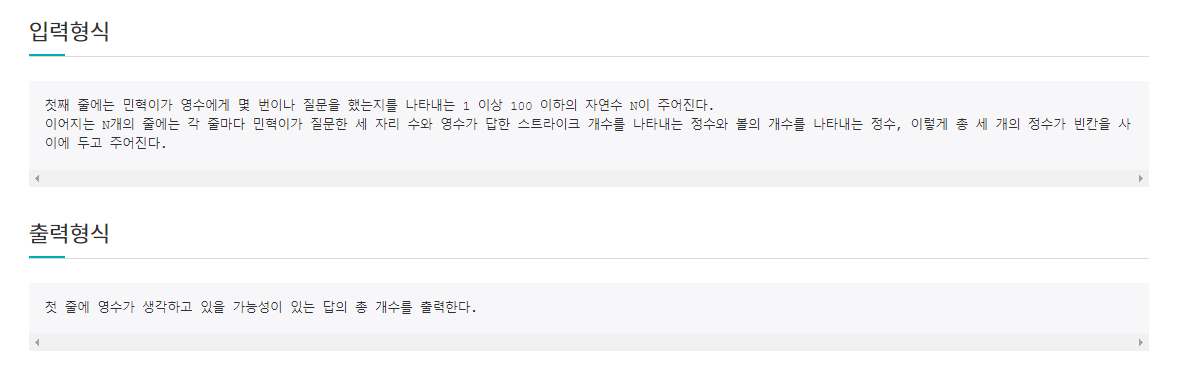 입력형식
첫째 줄에는 민혁이가 영수에게 몇 번이나 질문을 했는지를 나타내는 1 이상 100 이하의 자연수 N이 주어진다.
이어지는 N개의 줄에는 각 줄마다 민혁이가 질문한 세 자리 수와 영수가 답한 스트라이크 개수를 나타내는 정수와 볼의 개수를 나타내는 정수, 이렇게 총 세 개의 정수가 빈칸을 사
이에 두고 주어진다.
출력형식
첫 줄에 영수가 생각하고 있을 가능성이 있는 답의 총 개수를 출력한다.